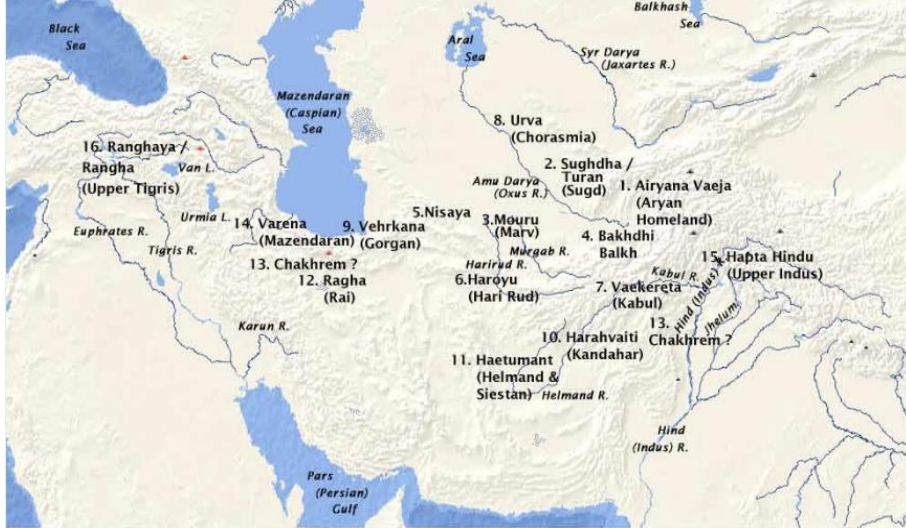 Black
Sea
Balkhash
Sea
Aral
Sea
Syr Darya
(Jaxartes R.)
Mazendaran
(Caspian)
Sea
8. Urva
(Chorasmia)
16. Ranghaya /
Rangha
(Upper Tigris)
Van L.
2. Sughdha /
Turan
(Sugd)
Amu Darya
(Oxus R.)
1. Airyana Vaeja
(Aryan
Homeland)
Urmia L.
Euphrates R.
Tigris R.
14. Varena
(Mazendaran)
9. Vehrkana
(Gorgan)
5.Nisaya
3.Mouru
(Marv)
Murgab R.
4. Bakhdhi
Balkh
13. Chakhrem ?
12. Ragha
(Rai)
Harirud R.
6.Haroyu
(Hari Rud)
7. Vaekereta
(Kabul)
Kabul R.
15. Hapta Hindu
(Upper Indus)
Hind (Indus)
Jhelum
Karun R.
10. Harahvaiti
(Kandahar)
13.
Chakhrem ?
11. Haetumant
(Helmand &
Siestan)
Helmand R.
Hind
(Indus) R.
Pars
(Persian)
Gulf